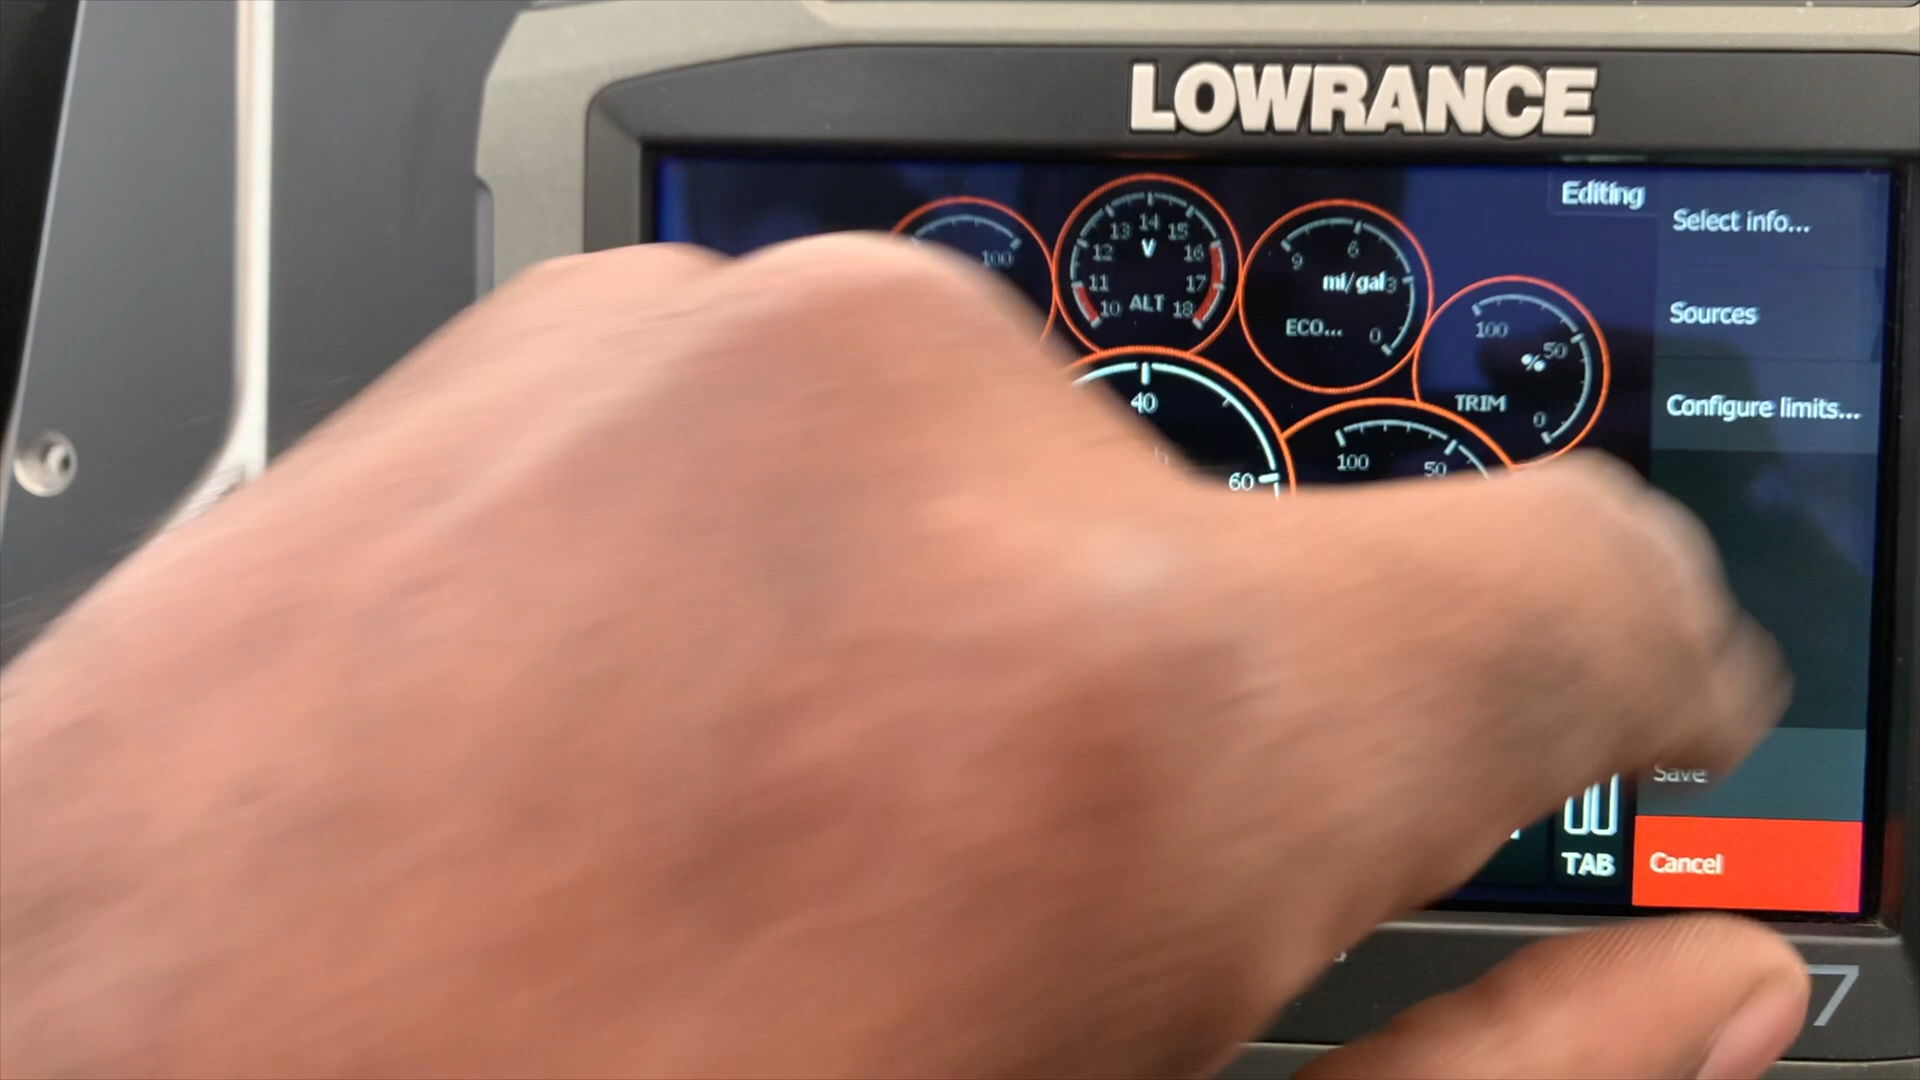 LOWRANCE
Editing
Select info...
Sources
Configure limits...
Save
Cancel
100
14
13 15
12 V 16
11 17
10 ALT 18
6
9
mi/gal 3
ECO... 0
100
% 50
TRIM 0
40
60
100 50
TAB
7